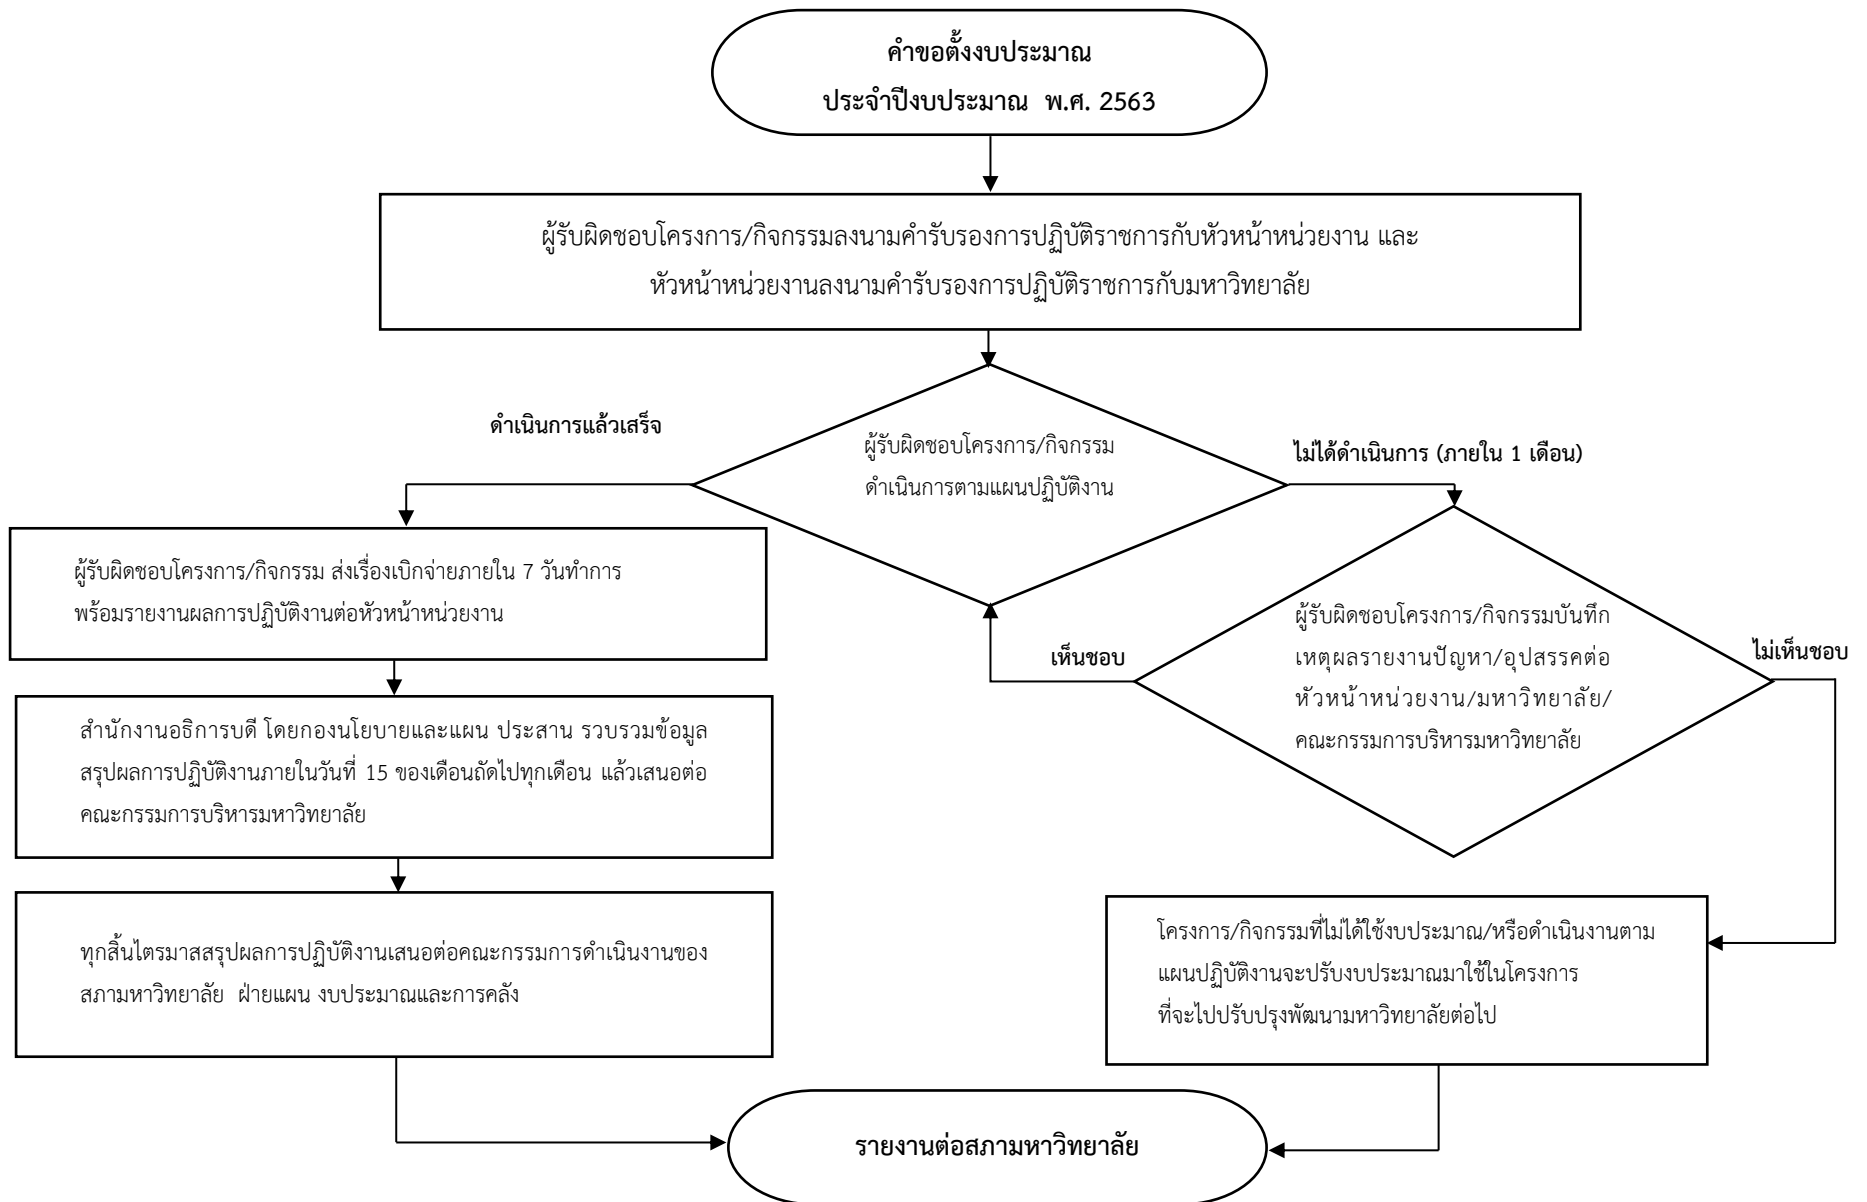 คำขอตั้งงบประมาณ
ประจำปีงบประมาณ พ.ศ. 2563
ผู้รับผิดชอบโครงการ/กิจกรรมลงนามคำรับรองการปฏิบัติราชการกับหัวหน้าหน่วยงาน และ
หัวหน้าหน่วยงานลงนามคำรับรองการปฏิบัติราชการกับมหาวิทยาลัย
ดำเนินการแล้วเสร็จ
ผู้รับผิดชอบโครงการ/กิจกรรม
ดำเนินการตามแผนปฏิบัติงาน
ไม่ได้ดำเนินการ (ภายใน 1 เดือน)
ผู้รับผิดชอบโครงการ/กิจกรรม ส่งเรื่องเบิกจ่ายภายใน 7 วันทำการ
พร้อมรายงานผลการปฏิบัติงานต่อหัวหน้าหน่วยงาน
เห็นชอบ
ผู้รับผิดชอบโครงการ/กิจกรรมบันทึก
เหตุผลรายงานปัญหา/อุปสรรคต่อ
หัวหน้าหน่วยงาน/มหาวิทยาลัย/
คณะกรรมการบริหารมหาวิทยาลัย
ไม่เห็นชอบ
สำนักงานอธิการบดี โดยกองนโยบายและแผน ประสาน รวบรวมข้อมูล
สรุปผลการปฏิบัติงานภายในวันที่ 15 ของเดือนถัดไปทุกเดือน แล้วเสนอต่อ
คณะกรรมการบริหารมหาวิทยาลัย
ทุกสิ้นไตรมาสสรุปผลการปฏิบัติงานเสนอต่อคณะกรรมการดำเนินงานของ
สภามหาวิทยาลัย ฝ่ายแผน งบประมาณและการคลัง
โครงการ/กิจกรรมที่ไม่ได้ใช้งบประมาณ/หรือดำเนินงานตาม
แผนปฏิบัติงานจะปรับงบประมาณมาใช้ในโครงการ
ที่จะไปปรับปรุงพัฒนามหาวิทยาลัยต่อไป
รายงานต่อสภามหาวิทยาลัย